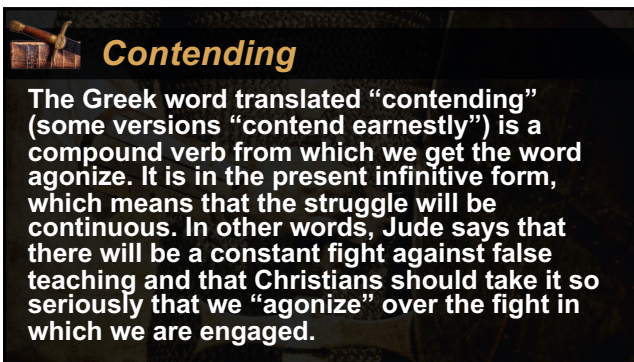 Contending
The Greek word translated “contending”
(some versions “contend earnestly”) is a
compound verb from which we get the word
agonize. It is in the present infinitive form,
which means that the struggle will be
continuous. In other words, Jude says that
there will be a constant fight against false
teaching and that Christians should take it so
seriously that we “agonize” over the fight in
which we are engaged.